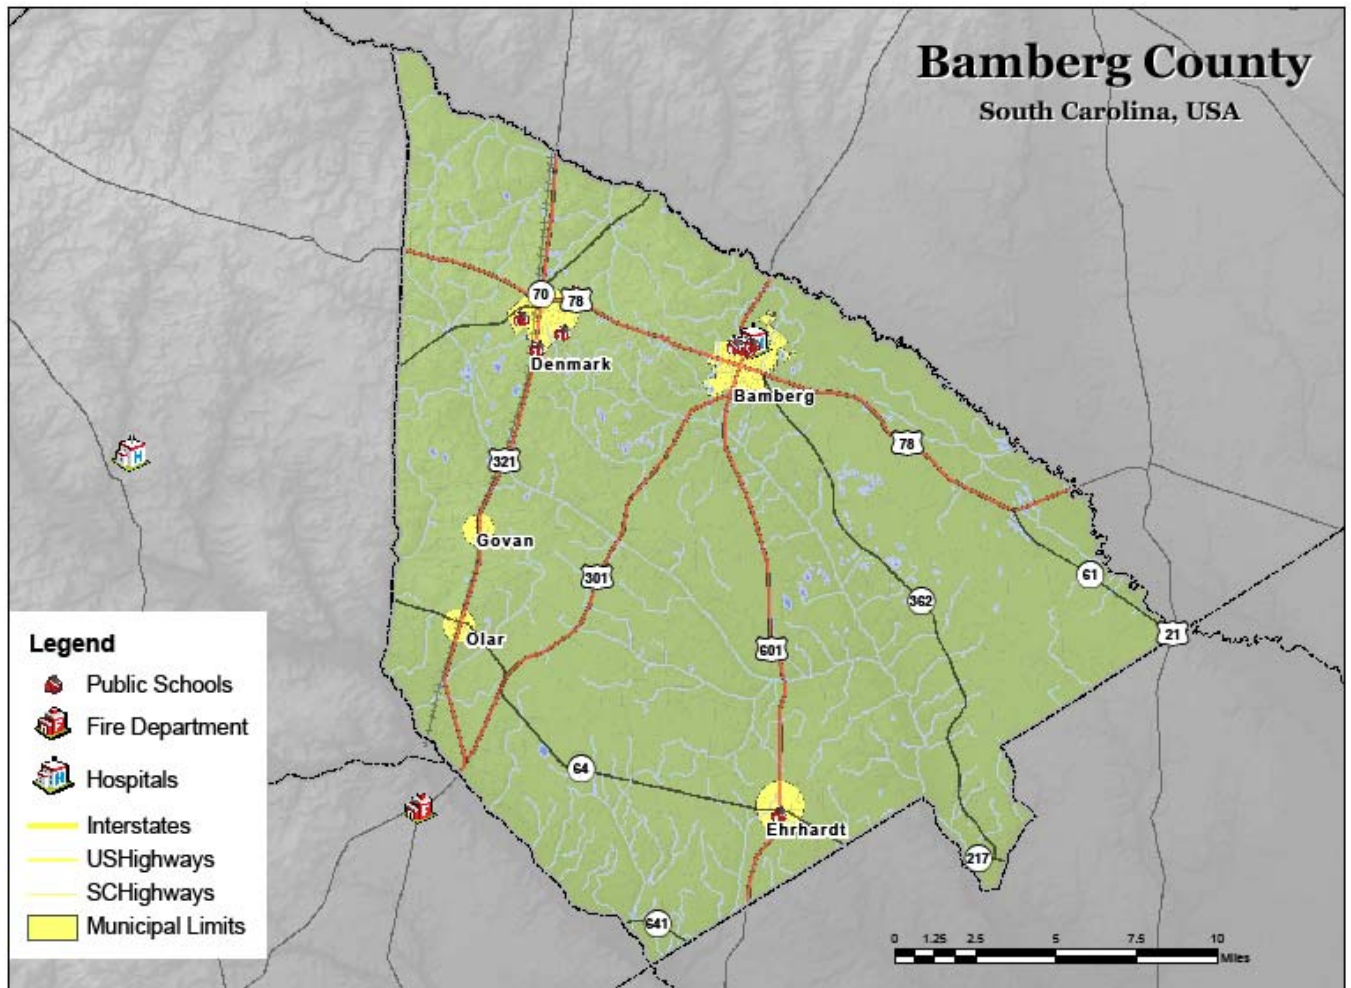 Bamberg County
South Carolina, USA
70
78
Denmark
Bamberg
78
321
Govan
301
61
362
Olar
21
601
64
Ehrhardt
217
641
Legend
Public Schools
Fire Department
Hospitals
Interstates
USHighways
SCHighways
Municipal Limits
0 1.25 2.5 5 7.5 10
Miles